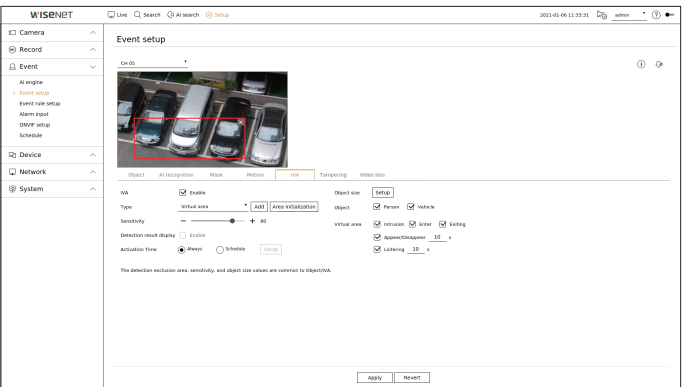 WISENET
Live Search AI search Setup 2021-01-06 11:33:31 admin ?
Camera
Record
Event
AI engine
Event setup
Event rule setup
Alarm input
ONVIF setup
Schedule
Device
Network
System
Event setup
CH 05
Object AI recognition Mask Motion IVA Tampering Video loss
IVA Enable
Type Virtual area Add Area initialization
Sensitivity − + 80
Detection result display Enable
Activation Time Always Schedule Setup
Object size Setup
Object Person Vehicle
Virtual area Intrusion Enter Exiting
Appear/Disappear 10 s
Loitering 10 s
The detection exclusion area, sensitivity, and object size values are common to Object/IVA.
Apply Revert